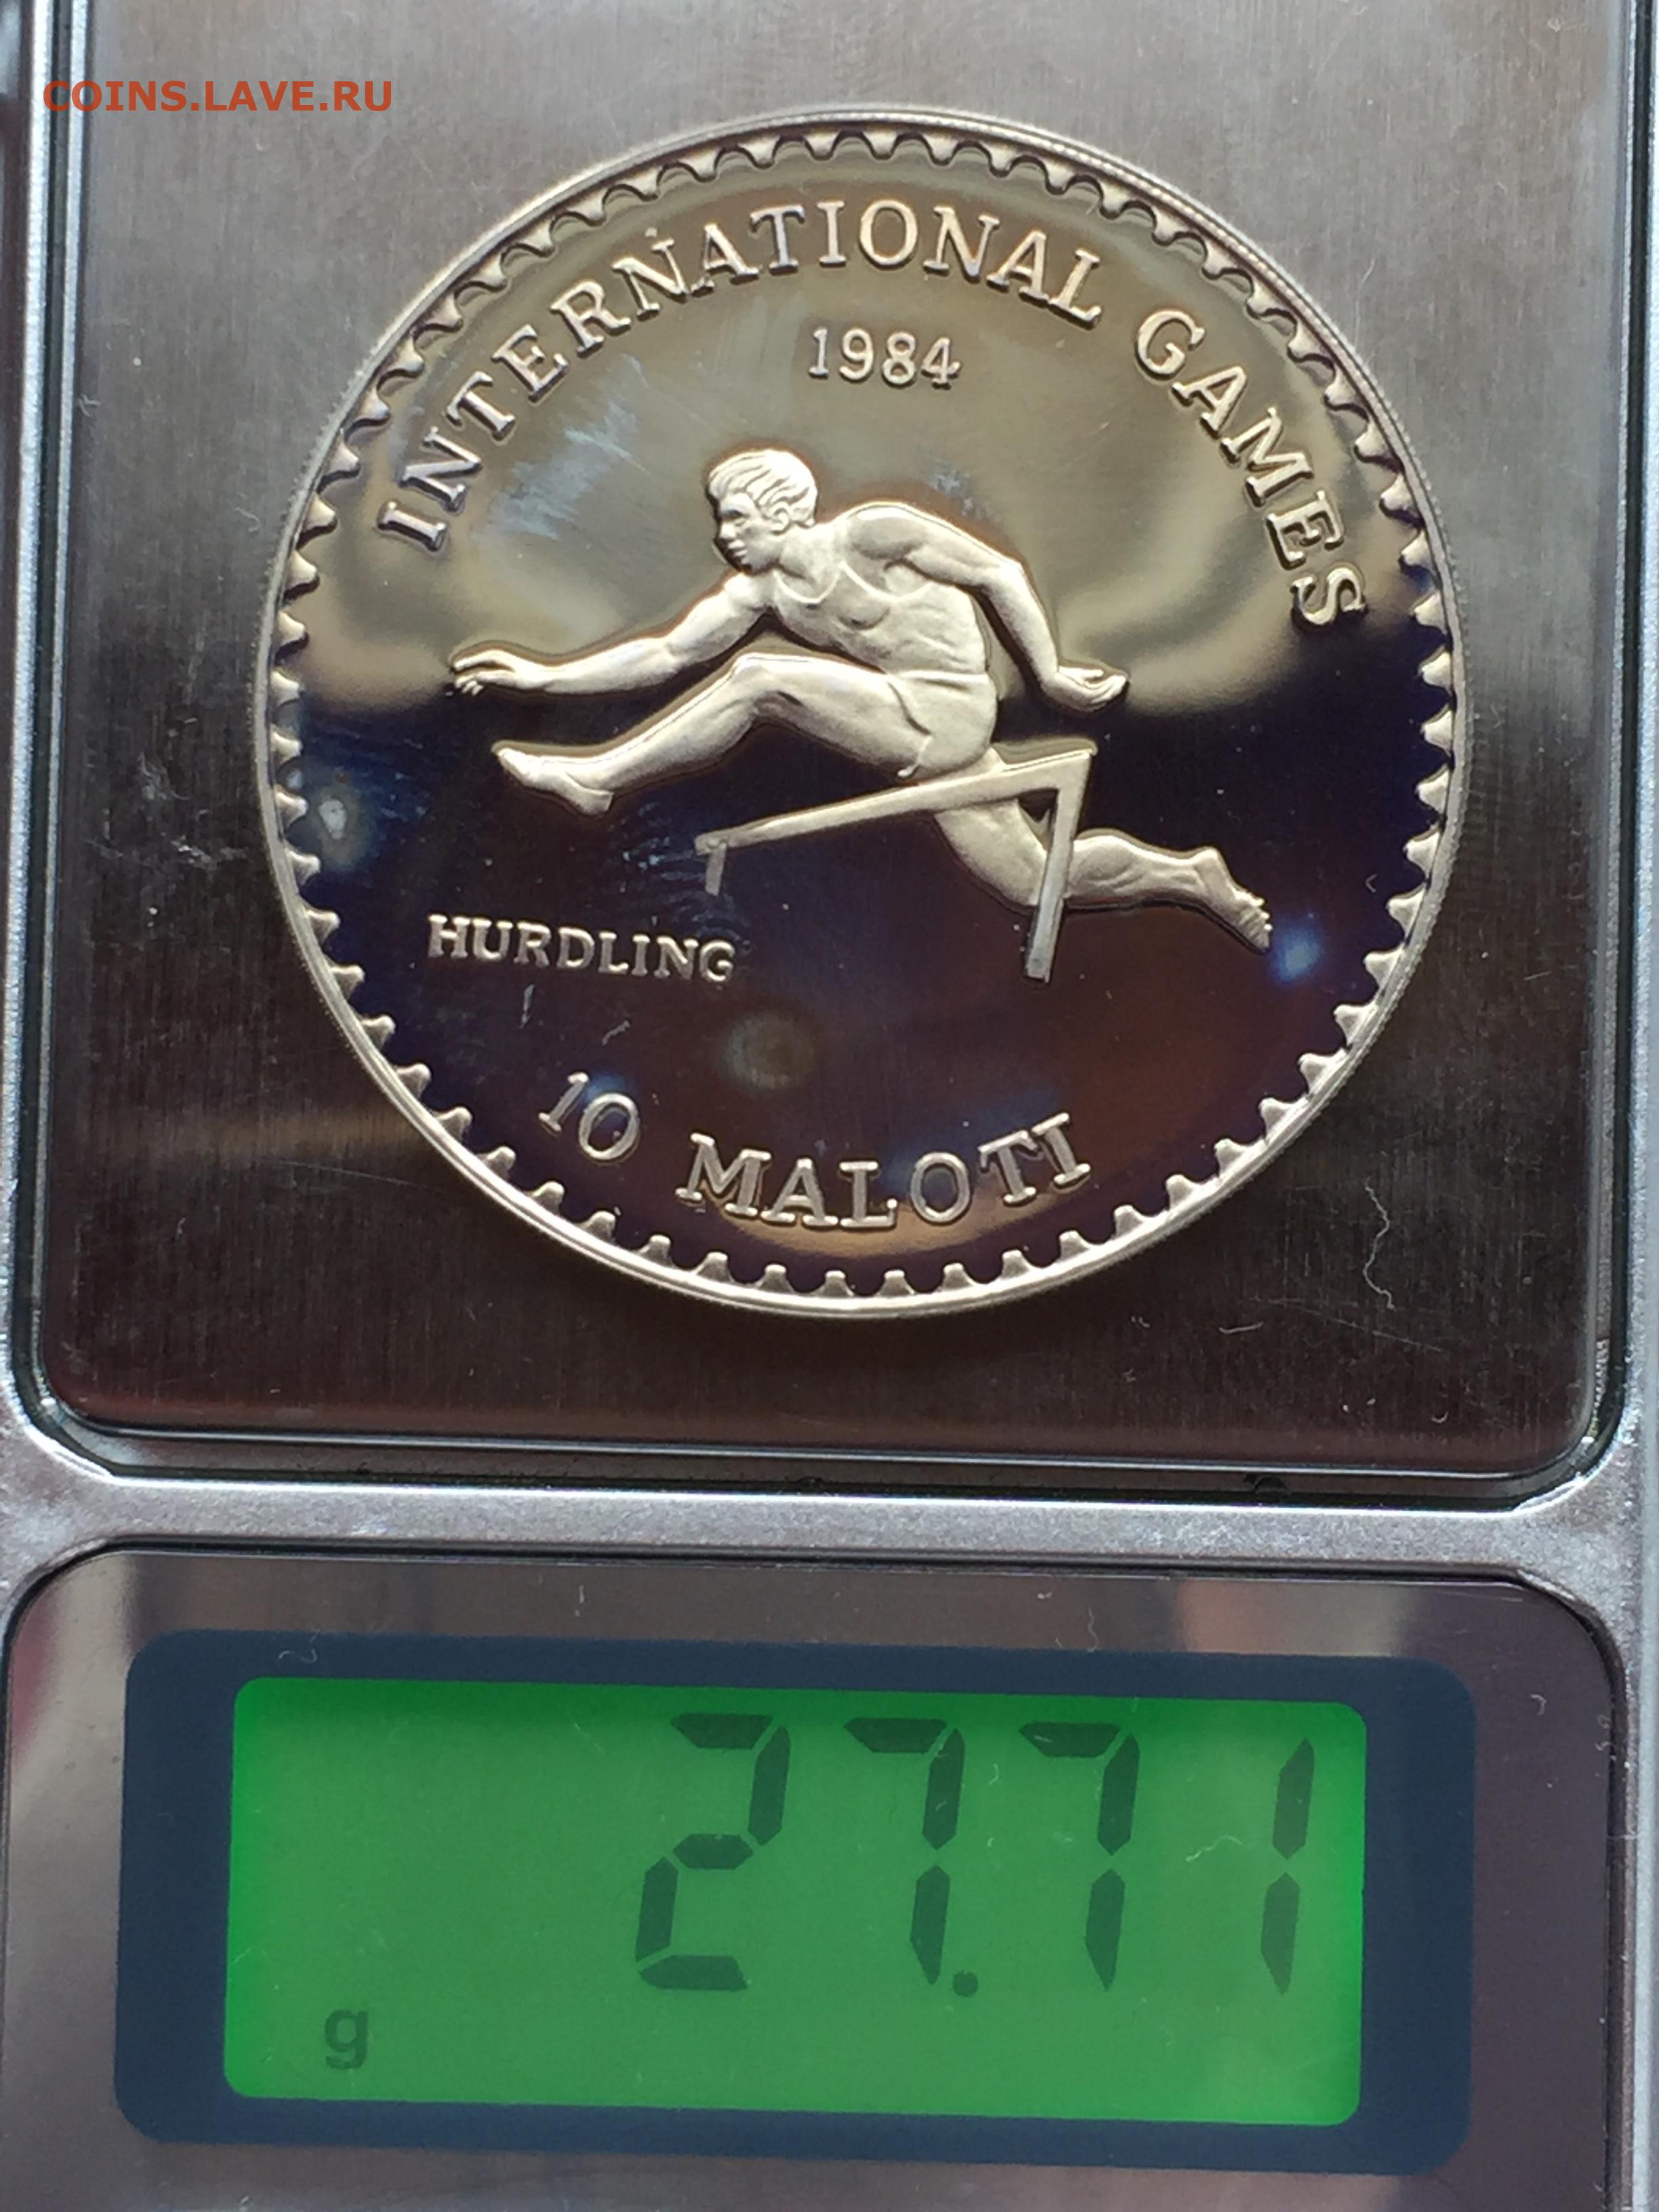 COINS.LAVE.RU
INTERNATIONAL GAMES
1984
HURDLING
10 MALOTI
27.71
g